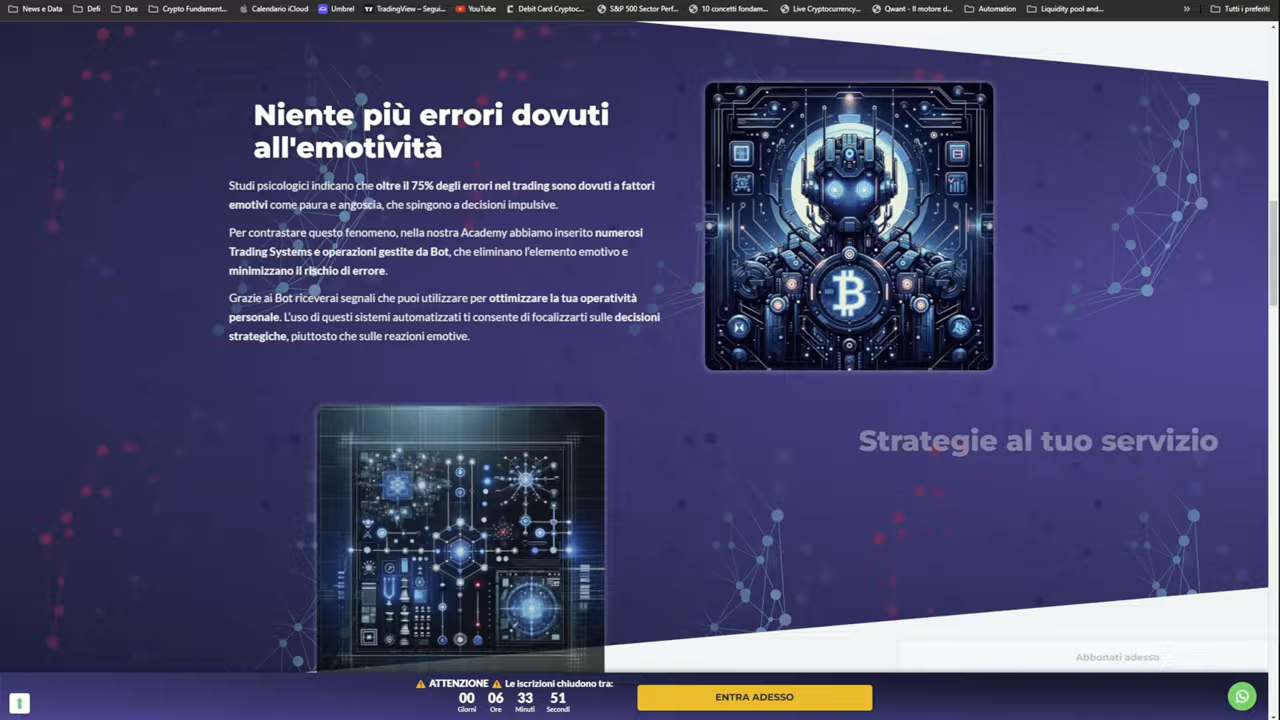 News e Data
Defi
Dex
Crypto Fundament...
Calendario iCloud
Umbrel
TradingView – Segui...
YouTube
Debit Card Cryptoc...
S&P 500 Sector Perf...
10 concetti fondam...
Live Cryptocurrency...
Qwant - Il motore d...
Automation
Liquidity pool and...
»
Tutti i preferiti
Niente più errori dovuti
all'emotività
Studi psicologici indicano che oltre il 75% degli errori nel trading sono dovuti a fattori
emotivi come paura e angoscia, che spingono a decisioni impulsive.
Per contrastare questo fenomeno, nella nostra Academy abbiamo inserito numerosi
Trading Systems e operazioni gestite da Bot, che eliminano l'elemento emotivo e
minimizzano il rischio di errore.
Grazie ai Bot riceverai segnali che puoi utilizzare per ottimizzare la tua operatività
personale. L'uso di questi sistemi automatizzati ti consente di focalizzarti sulle decisioni
strategiche, piuttosto che sulle reazioni emotive.
Strategie al tuo servizio
Abbonati adesso
⚠ ATTENZIONE ⚠ Le iscrizioni chiudono tra:
00 06 33 51
Giorni Ore Minuti Secondi
ENTRA ADESSO